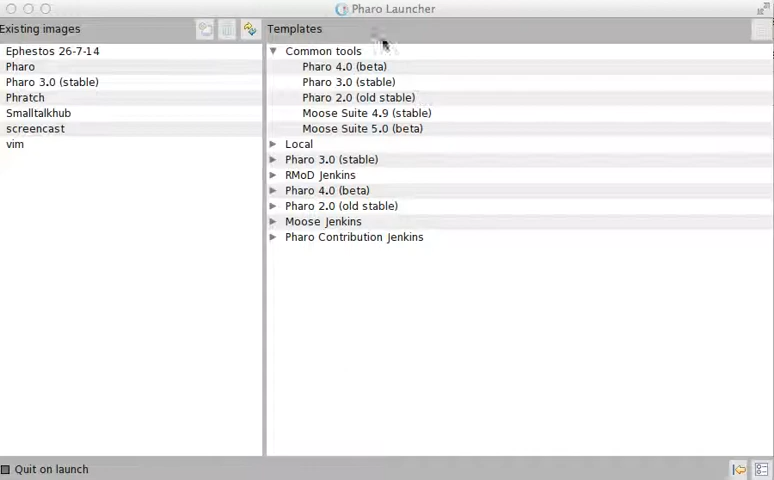 Pharo Launcher
Existing images
Ephestos 26-7-14
Pharo
Pharo 3.0 (stable)
Phratch
Smalltalkhub
screencast
vim
Templates
Common tools
Pharo 4.0 (beta)
Pharo 3.0 (stable)
Pharo 2.0 (old stable)
Moose Suite 4.9 (stable)
Moose Suite 5.0 (beta)
Local
Pharo 3.0 (stable)
RMoD Jenkins
Pharo 4.0 (beta)
Pharo 2.0 (old stable)
Moose Jenkins
Pharo Contribution Jenkins
Quit on launch